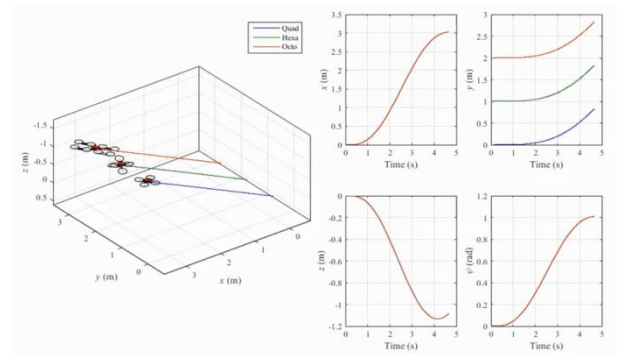 Quad
Hexa
Octo
-1.5
-1
-0.5
0
0.5
z (m)
3
2
1
0
y (m)
3
2
1
0
x (m)
3.5
3
2.5
2
1.5
1
0.5
0
x (m)
0 1 2 3 4 5
Time (s)
3
2.5
2
1.5
1
0.5
0
y (m)
0 1 2 3 4 5
Time (s)
0
-0.2
-0.4
-0.6
-0.8
-1
-1.2
z (m)
0 1 2 3 4 5
Time (s)
1.2
1
0.8
0.6
0.4
0.2
0
ψ (rad)
0 1 2 3 4 5
Time (s)